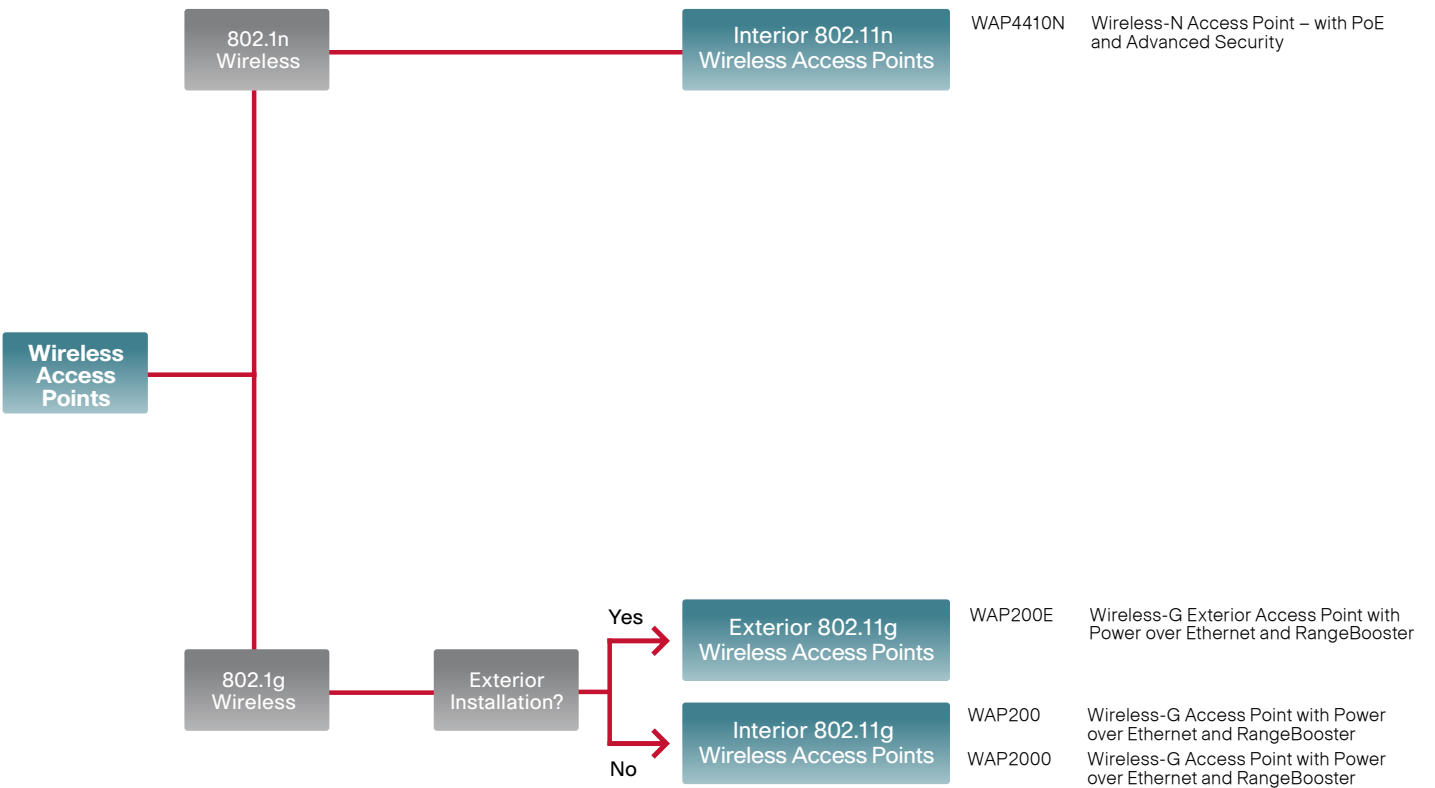 802.1n
Wireless
Interior 802.11n
Wireless Access Points
WAP4410N Wireless-N Access Point – with PoE
and Advanced Security
Wireless
Access
Points
802.1g
Wireless
Exterior
Installation?
Yes
Exterior 802.11g
Wireless Access Points
WAP200E Wireless-G Exterior Access Point with
Power over Ethernet and RangeBooster
No
Interior 802.11g
Wireless Access Points
WAP200 Wireless-G Access Point with Power
over Ethernet and RangeBooster
WAP2000 Wireless-G Access Point with Power
over Ethernet and RangeBooster